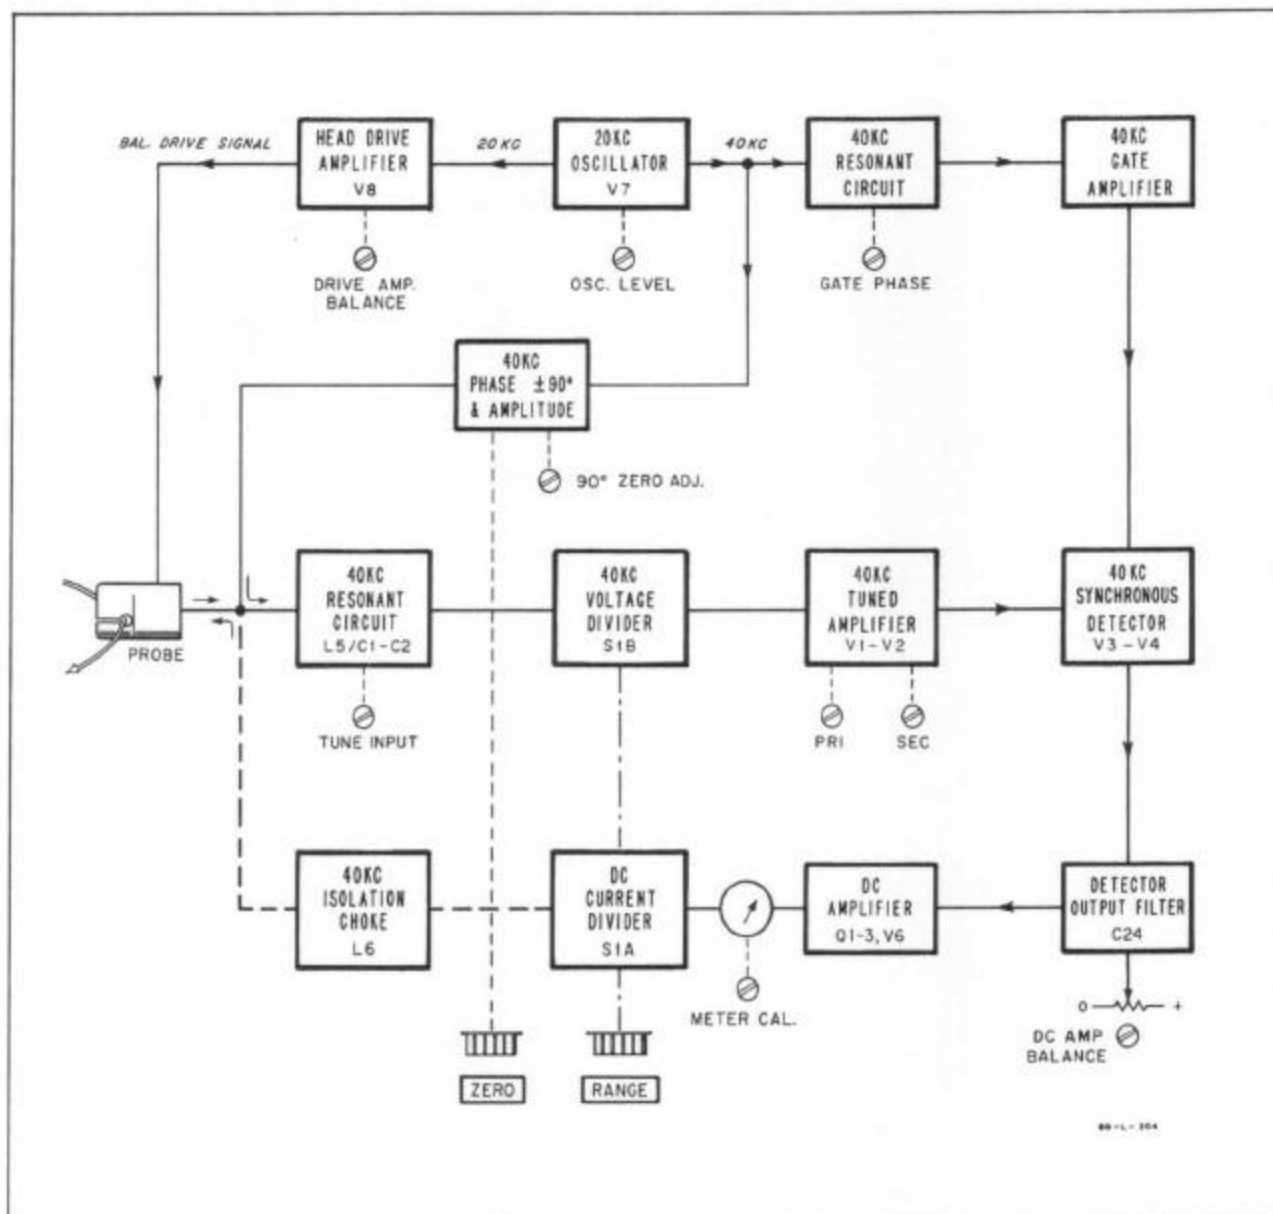 BAL. DRIVE SIGNAL
HEAD DRIVE
AMPLIFIER
V8
20KC
20KC
OSCILLATOR
V7
40KC
40KC
RESONANT
CIRCUIT
40KC
GATE
AMPLIFIER
DRIVE AMP.
BALANCE
OSC. LEVEL
GATE PHASE
40KC
PHASE ±90°
& AMPLITUDE
90° ZERO ADJ.
PROBE
40KC
RESONANT
CIRCUIT
L5/C1-C2
40KC
VOLTAGE
DIVIDER
S1B
40KC
TUNED
AMPLIFIER
V1-V2
40KC
SYNCHRONOUS
DETECTOR
V3-V4
TUNE INPUT
PRI
SEC
40KC
ISOLATION
CHOKE
L6
DC
CURRENT
DIVIDER
S1A
DC
AMPLIFIER
Q1-3, V6
DETECTOR
OUTPUT FILTER
C24
METER CAL.
0 +
DC AMP
BALANCE
ZERO
RANGE